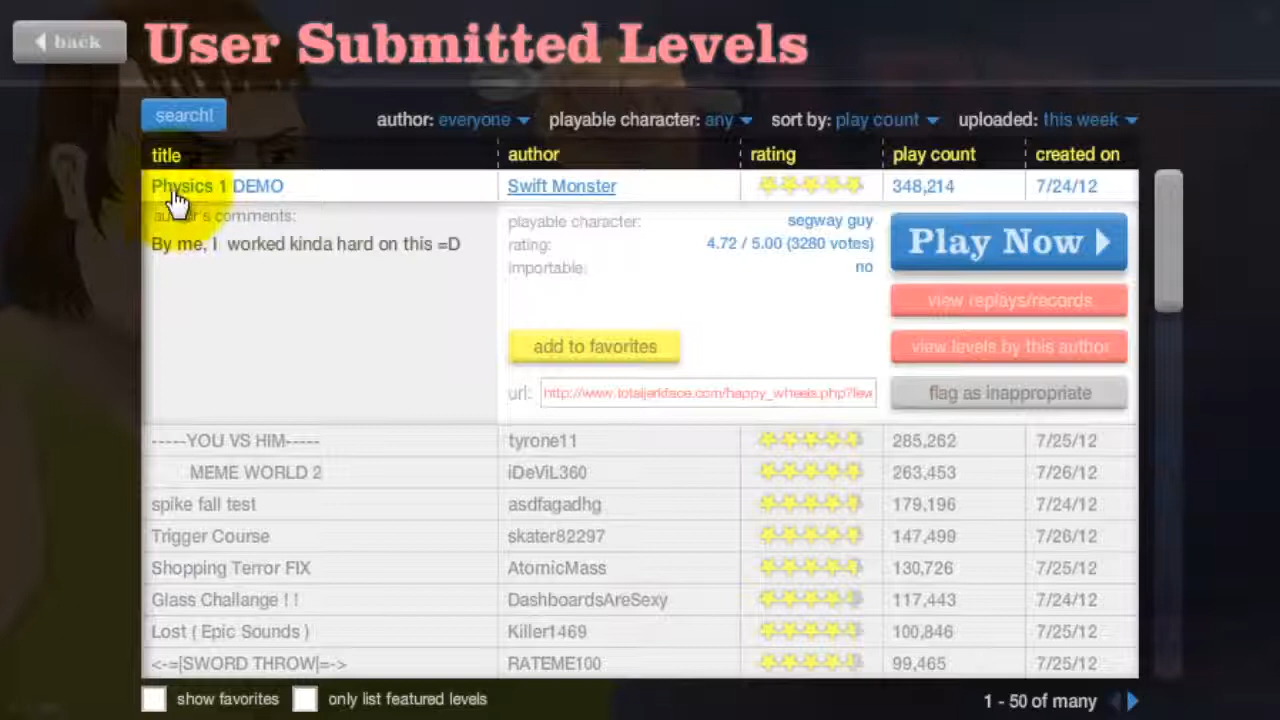 back
User Submitted Levels
search!
author: everyone playable character: any sort by: play count uploaded: this week
title author rating play count created on
Physics 1 DEMO Swift Monster 348,214 7/24/12
author's comments:
By me, I worked kinda hard on this =D
playable character: segway guy
rating: 4.72 / 5.00 (3280 votes)
importable: no
add to favorites
url: http://www.totaljerkface.com/happy_wheels.php?lev
Play Now
view replays/records
view levels by this author
flag as inappropriate
-----YOU VS HIM----- tyrone11 285,262 7/25/12
MEME WORLD 2 iDeViL360 263,453 7/26/12
spike fall test asdfagadhg 179,196 7/24/12
Trigger Course skater82297 147,499 7/26/12
Shopping Terror FIX AtomicMass 130,726 7/25/12
Glass Challange ! ! DashboardsAreSexy 117,443 7/24/12
Lost ( Epic Sounds ) Killer1469 100,846 7/25/12
<-=|SWORD THROW|=-> RATEME100 99,465 7/25/12
show favorites only list featured levels 1 - 50 of many